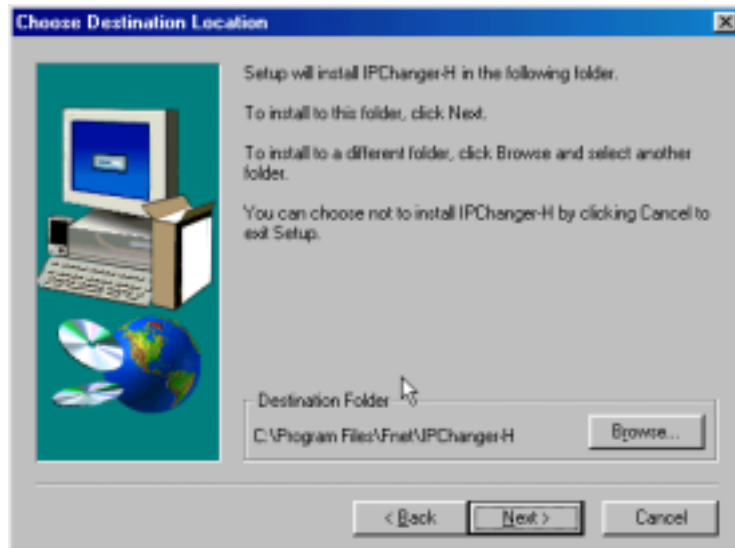 Choose Destination Location
Setup will install IPChanger-H in the following folder.
To install to this folder, click Next.
To install to a different folder, click Browse and select another
folder.
You can choose not to install IPChanger-H by clicking Cancel to
exit Setup.
Destination Folder
C:\Program Files\Fnet\IPChanger-H
Browse...
< Back
Next >
Cancel